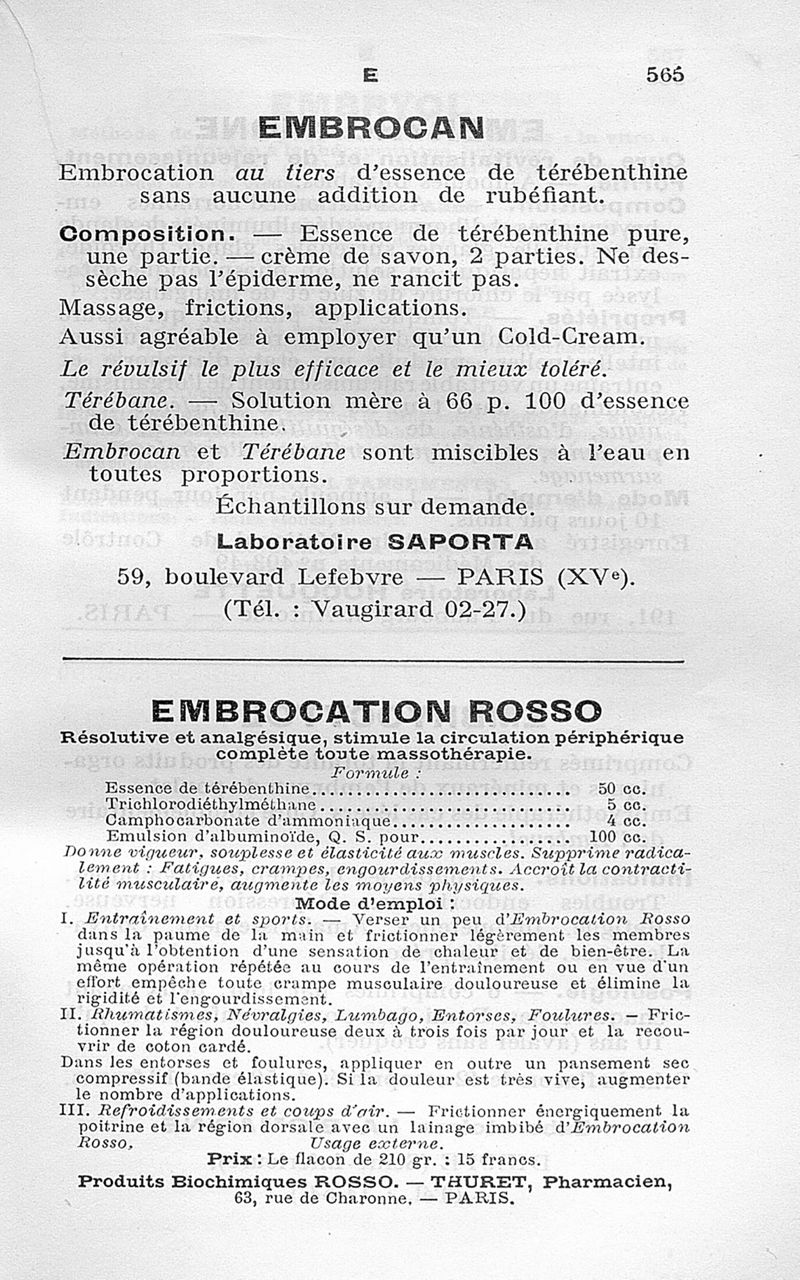 E 565
EMBROCAN
Embrocation au tiers d'essence de térébenthine
sans aucune addition de rubéfiant.
Composition. — Essence de térébenthine pure,
une partie. — crème de savon, 2 parties. Ne des-
sèche pas l'épiderme, ne rancit pas.
Massage, frictions, applications.
Aussi agréable à employer qu'un Cold-Cream.
Le révulsif le plus efficace et le mieux toléré.
Térébane. — Solution mère à 66 p. 100 d'essence
de térébenthine.
Embrocan et Térébane sont miscibles à l'eau en
toutes proportions.
Échantillons sur demande.
Laboratoire SAPORTA
59, boulevard Lefebvre — PARIS (XVe).
(Tél. : Vaugirard 02-27.)
EMBROCATION ROSSO
Résolutive et analgésique, stimule la circulation périphérique
complète toute massothérapie.
Formule :
Essence de térébenthine.............................. 50 cc.
Trichlorodiéthylméthane.............................. 5 cc.
Camphocarbonate d'ammoniaque...................... 4 cc.
Emulsion d'albuminoïde, Q. S. pour.................. 100 cc.
Donne vigueur, souplesse et élasticité aux muscles. Supprime radica-
lement : Fatigues, crampes, engourdissements. Accroît la contracti-
lité musculaire, augmente les moyens physiques.
Mode d'emploi :
I. Entraînement et sports. — Verser un peu d'Embrocation Rosso
dans la paume de la main et frictionner légèrement les membres
jusqu'à l'obtention d'une sensation de chaleur et de bien-être. La
même opération répétée au cours de l'entraînement ou en vue d'un
effort empêche toute crampe musculaire douloureuse et élimine la
rigidité et l'engourdissement.
II. Rhumatismes, Névralgies, Lumbago, Entorses, Foulures. — Fric-
tionner la région douloureuse deux à trois fois par jour et la recou-
vrir de coton cardé.
Dans les entorses et foulures, appliquer en outre un pansement sec
compressif (bande élastique). Si la douleur est très vive, augmenter
le nombre d'applications.
III. Refroidissements et coups d'air. — Frictionner énergiquement la
poitrine et la région dorsale avec un lainage imbibé d'Embrocation
Rosso. Usage externe.
Prix : Le flacon de 210 gr. : 15 francs.
Produits Biochimiques ROSSO. — THURET, Pharmacien,
63, rue de Charonne. — PARIS.